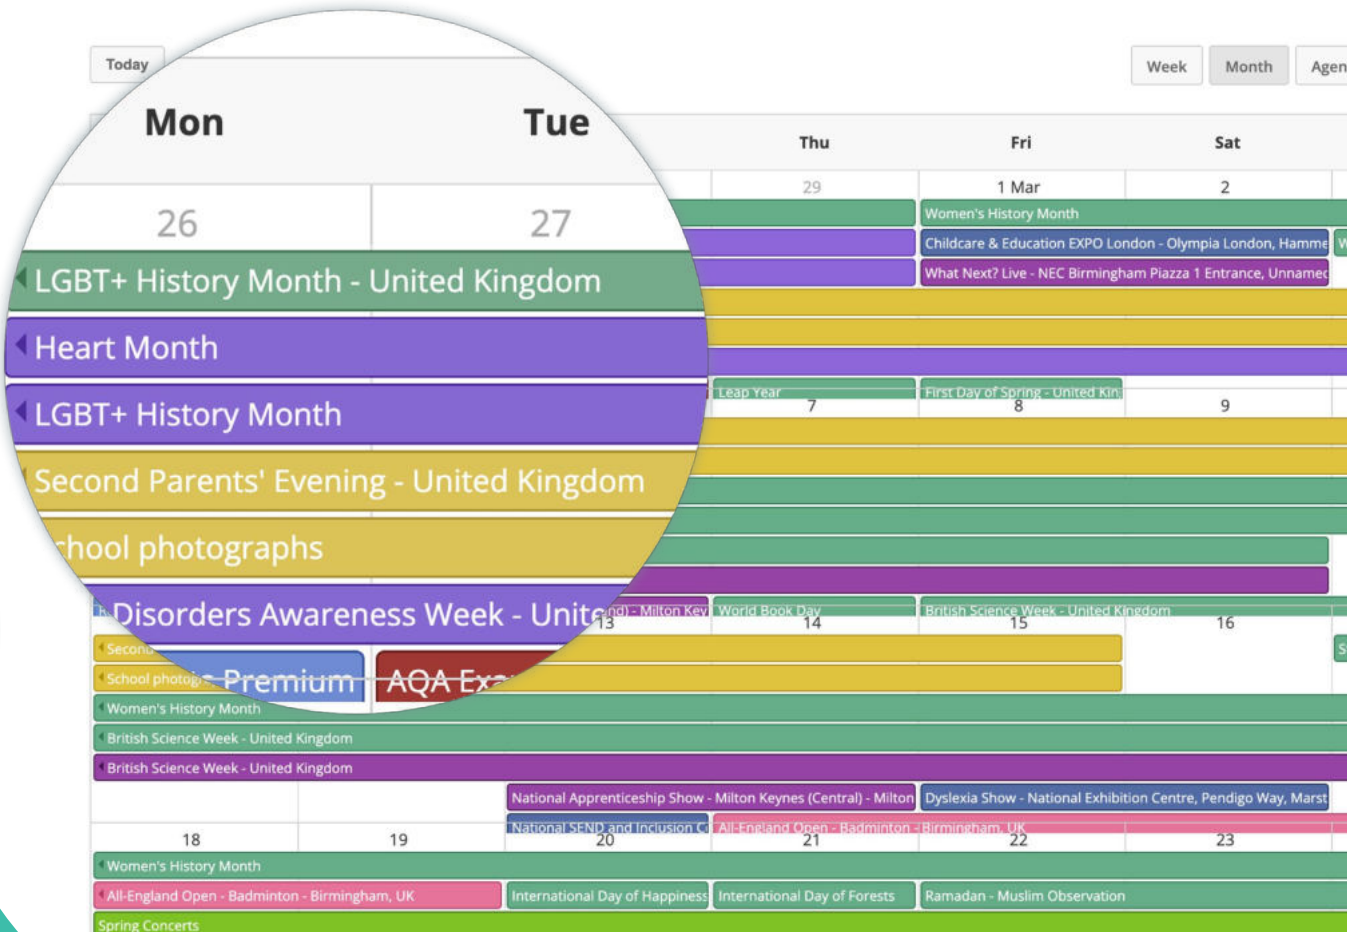 Today
Week
Month
Agen
Mon
Tue
Thu
Fri
Sat
26
27
29
1 Mar
2
LGBT+ History Month - United Kingdom
Women's History Month
Heart Month
Childcare & Education EXPO London - Olympia London, Hamme
LGBT+ History Month
What Next? Live - NEC Birmingham Piazza 1 Entrance, Unnamed
Second Parents' Evening - United Kingdom
chool photographs
Disorders Awareness Week - Unite
Premium
AQA Exa
Leap Year
First Day of Spring - United Kin
7
8
9
nd) - Milton Key
World Book Day
British Science Week - United Kingdom
13
14
15
16
Second
School photog
Women's History Month
British Science Week - United Kingdom
British Science Week - United Kingdom
National Apprenticeship Show - Milton Keynes (Central) - Milton
Dyslexia Show - National Exhibition Centre, Pendigo Way, Marst
National SEND and Inclusion C
All-England Open - Badminton - Birmingham, UK
18
19
20
21
22
23
Women's History Month
All-England Open - Badminton - Birmingham, UK
International Day of Happiness
International Day of Forests
Ramadan - Muslim Observation
Spring Concerts